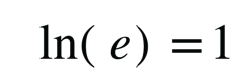 ln( e) = 1